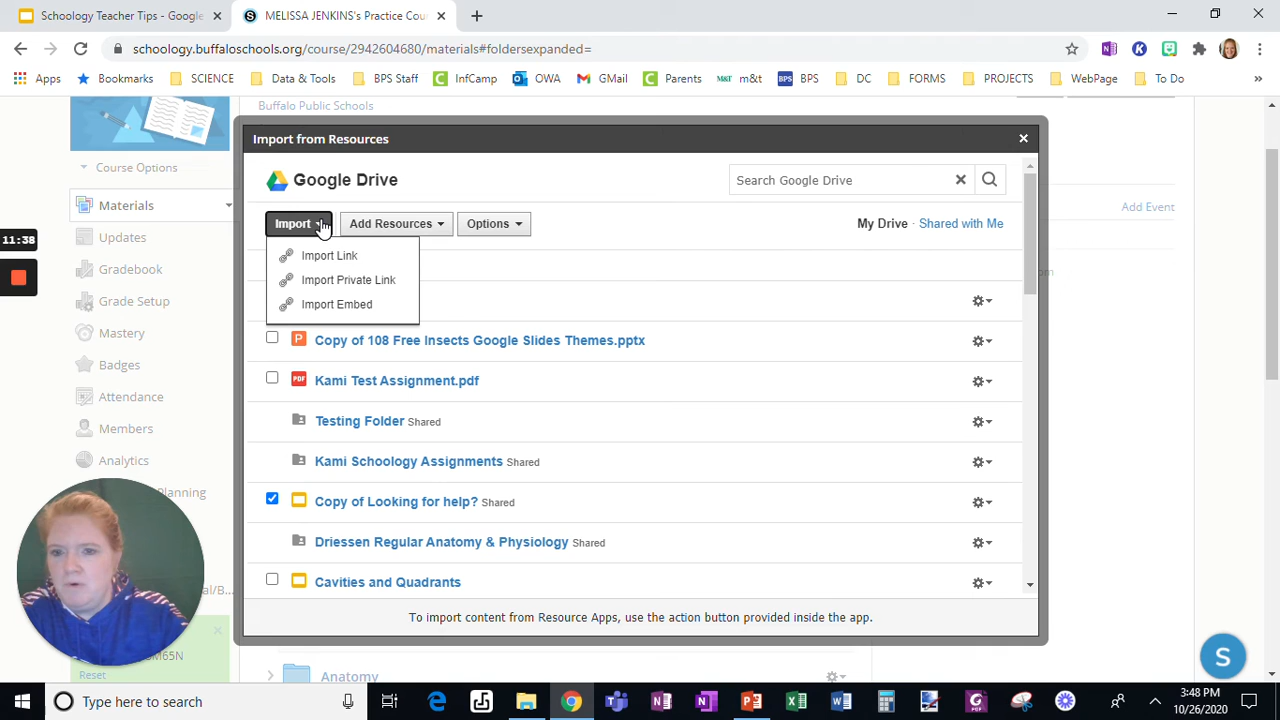 Schoology Teacher Tips - Google
MELISSA JENKINS's Practice Cou
schoology.buffaloschools.org/course/2942604680/materials#foldersexpanded=
Apps Bookmarks SCIENCE Data & Tools BPS Staff InfCamp OWA GMail Parents m&t BPS DC FORMS PROJECTS WebPage To Do
Buffalo Public Schools
Import from Resources
Course Options
Google Drive
Search Google Drive
Materials
Add Event
Import Add Resources Options My Drive · Shared with Me
11:38
Updates
Import Link
Gradebook
Import Private Link
Grade Setup
Import Embed
Mastery
Copy of 108 Free Insects Google Slides Themes.pptx
Badges
Kami Test Assignment.pdf
Attendance
Testing Folder Shared
Members
Analytics
Kami Schoology Assignments Shared
Planning
Copy of Looking for help? Shared
Driessen Regular Anatomy & Physiology Shared
Cavities and Quadrants
To import content from Resource Apps, use the action button provided inside the app.
Reset
Anatomy
S
Type here to search
3:48 PM
10/26/2020